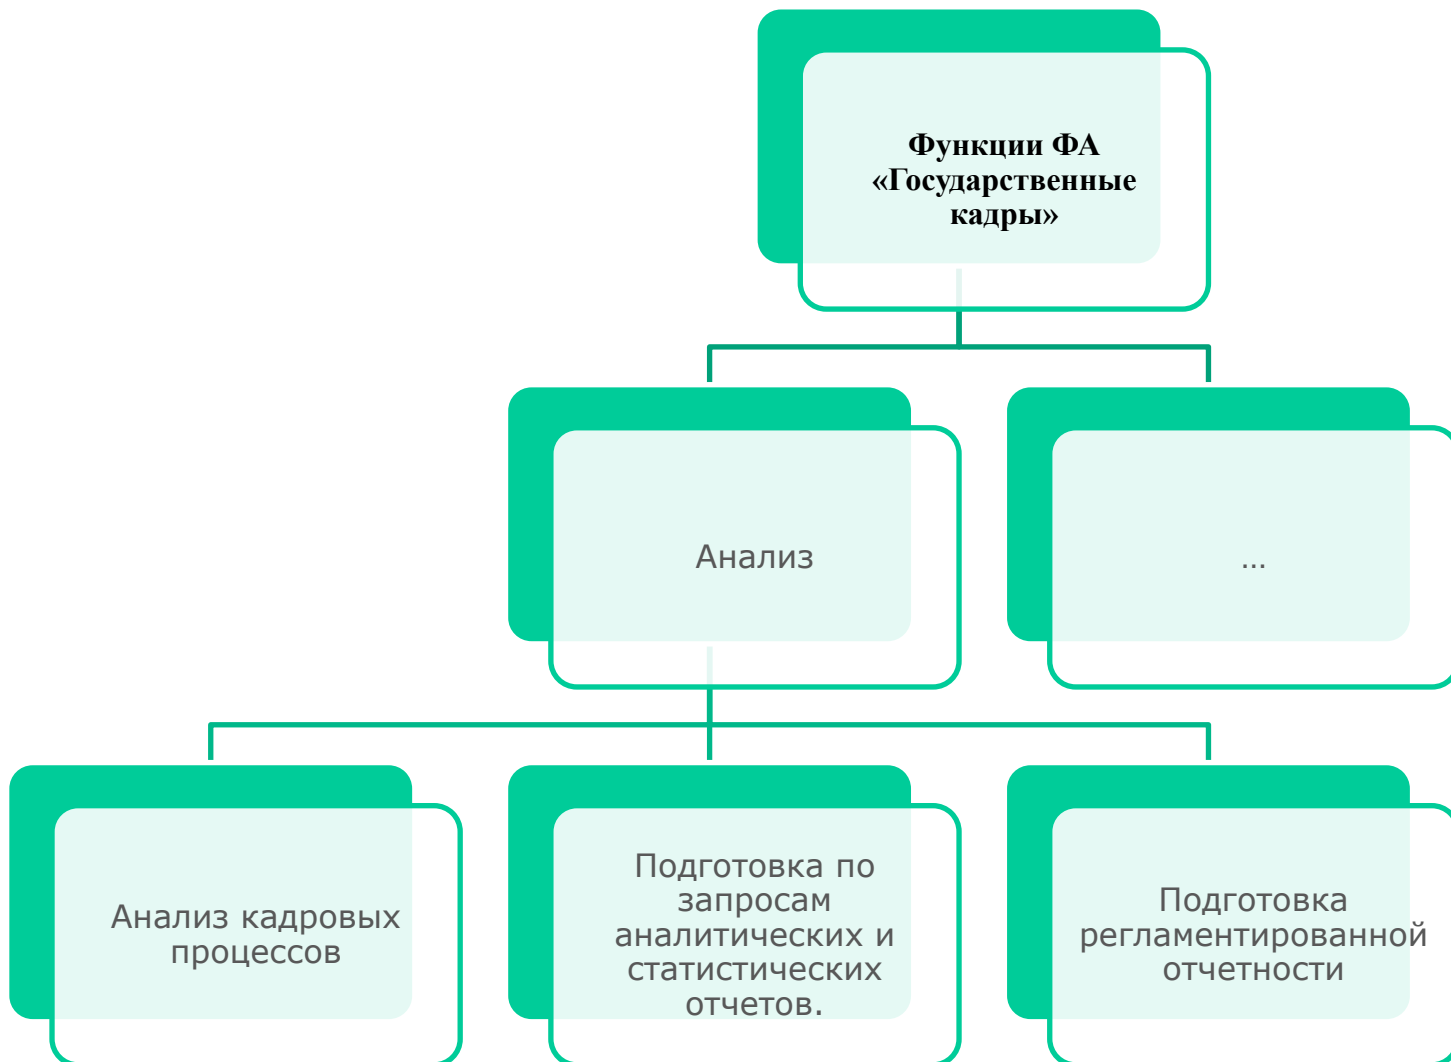 Функции ФА
«Государственные
кадры»
Анализ
...
Анализ кадровых
процессов
Подготовка по
запросам
аналитических и
статистических
отчетов.
Подготовка
регламентированной
отчетности